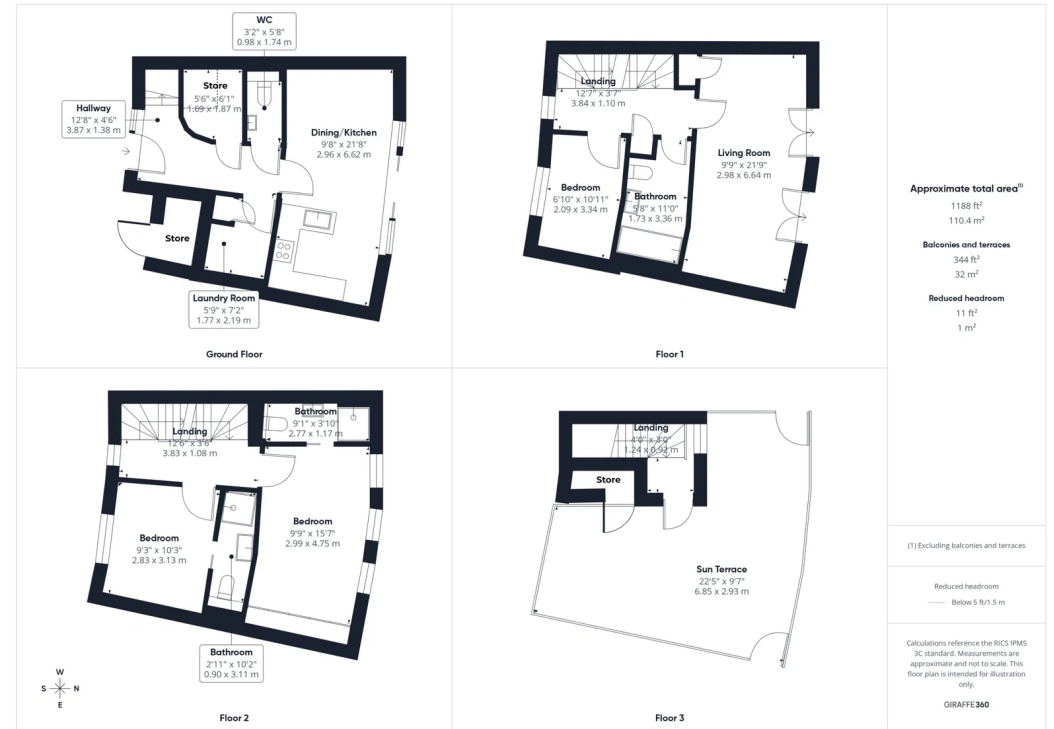 WC
3'2" x 5'8"
0.98 x 1.74 m
Store
5'6" x 6'1"
1.69 x 1.87 m
Hallway
12'8" x 4'6"
3.87 x 1.38 m
Dining/Kitchen
9'8" x 21'8"
2.96 x 6.62 m
Store
Laundry Room
5'9" x 7'2"
1.77 x 2.19 m
Ground Floor
Landing
12'7" x 3'7"
3.84 x 1.10 m
Living Room
9'9" x 21'9"
2.98 x 6.64 m
Bedroom
6'10" x 10'11"
2.09 x 3.34 m
Bathroom
5'8" x 11'0"
1.73 x 3.36 m
Floor 1
Bathroom
9'1" x 3'10"
2.77 x 1.17 m
Landing
12'6" x 3'6"
3.83 x 1.08 m
Bedroom
9'9" x 15'7"
2.99 x 4.75 m
Bedroom
9'3" x 10'3"
2.83 x 3.13 m
Bathroom
2'11" x 10'2"
0.90 x 3.11 m
W
S N
E
Floor 2
Landing
4'0" x 3'0"
1.24 x 0.92 m
Store
Sun Terrace
22'5" x 9'7"
6.85 x 2.93 m
Floor 3
Approximate total area(1)
1188 ft²
110.4 m²
Balconies and terraces
344 ft²
32 m²
Reduced headroom
11 ft²
1 m²
(1) Excluding balconies and terraces
Reduced headroom
Below 5 ft/1.5 m
Calculations reference the RICS IPMS
3C standard. Measurements are
approximate and not to scale. This
floor plan is intended for illustration
only.
GIRAFFE360